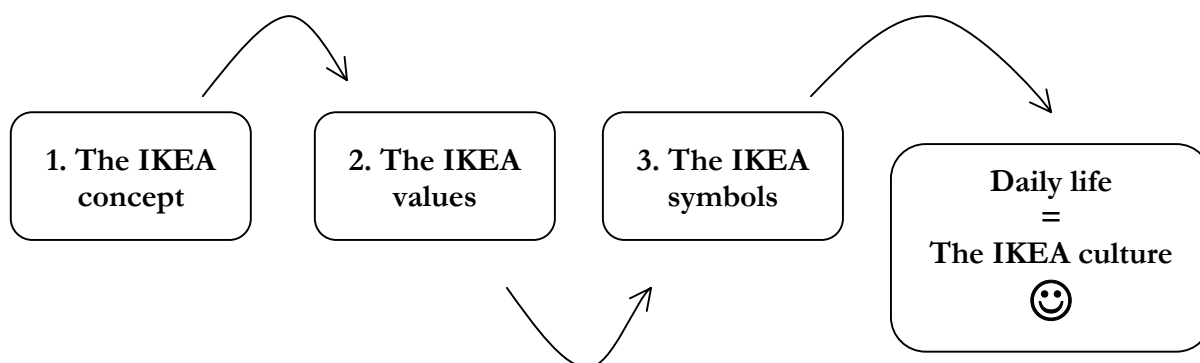 1. The IKEA
concept
2. The IKEA
values
3. The IKEA
symbols
Daily life
=
The IKEA culture